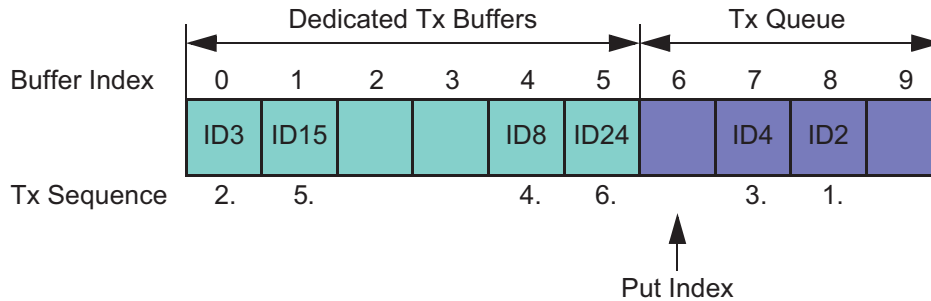 Dedicated Tx Buffers Tx Queue
Buffer Index 0 1 2 3 4 5 6 7 8 9
ID3 ID15 ID8 ID24 ID4 ID2
Tx Sequence 2. 5. 4. 6. 3. 1.
Put Index